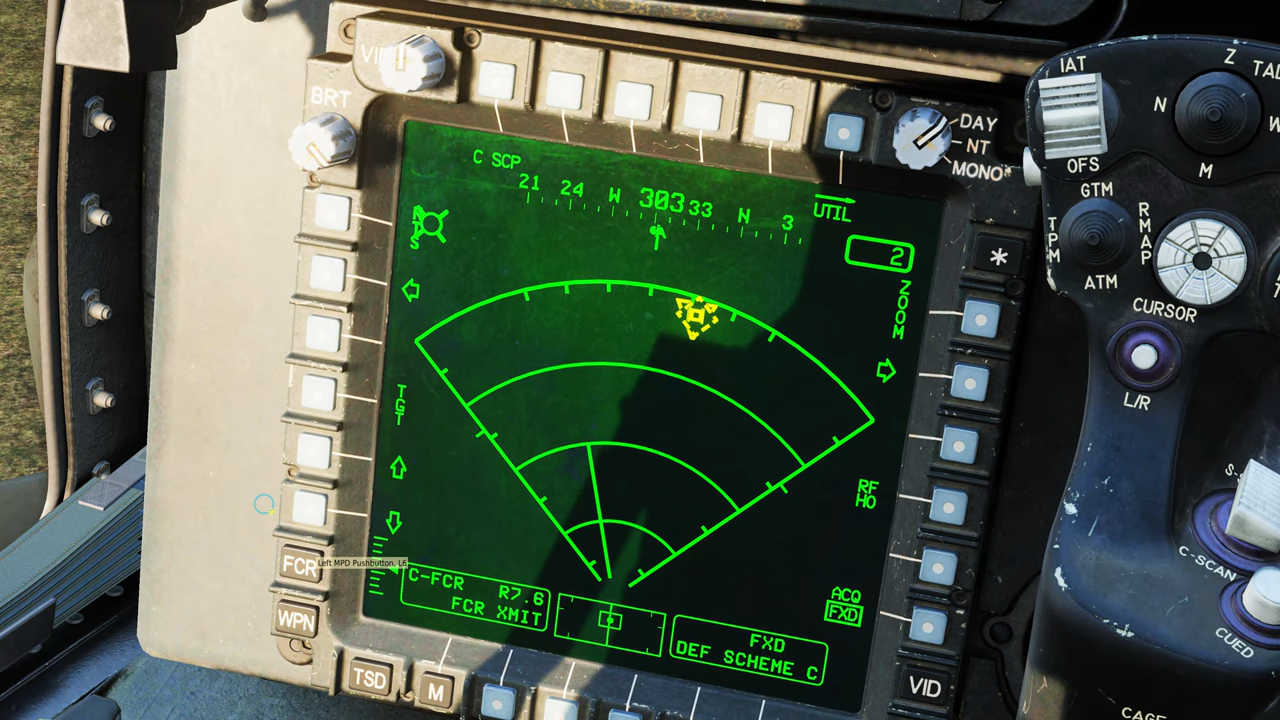 VID
BRT
IAT
Z
TAD
DAY
NT
MONO
N
OFS
M
GTM
T
P
M
ATM
R
M
A
P
CURSOR
L/R
C-SCAN
CUED
CAGE
C SCP
21 24 W 303 33 N 3
UTIL
2
ZOOM
*
TGT
RF
HO
ACQ
FXD
FCR
Left MPD Pushbutton, L6
WPN
C-FCR R7.6
FCR XMIT
FXD
DEF SCHEME C
TSD
M
VID